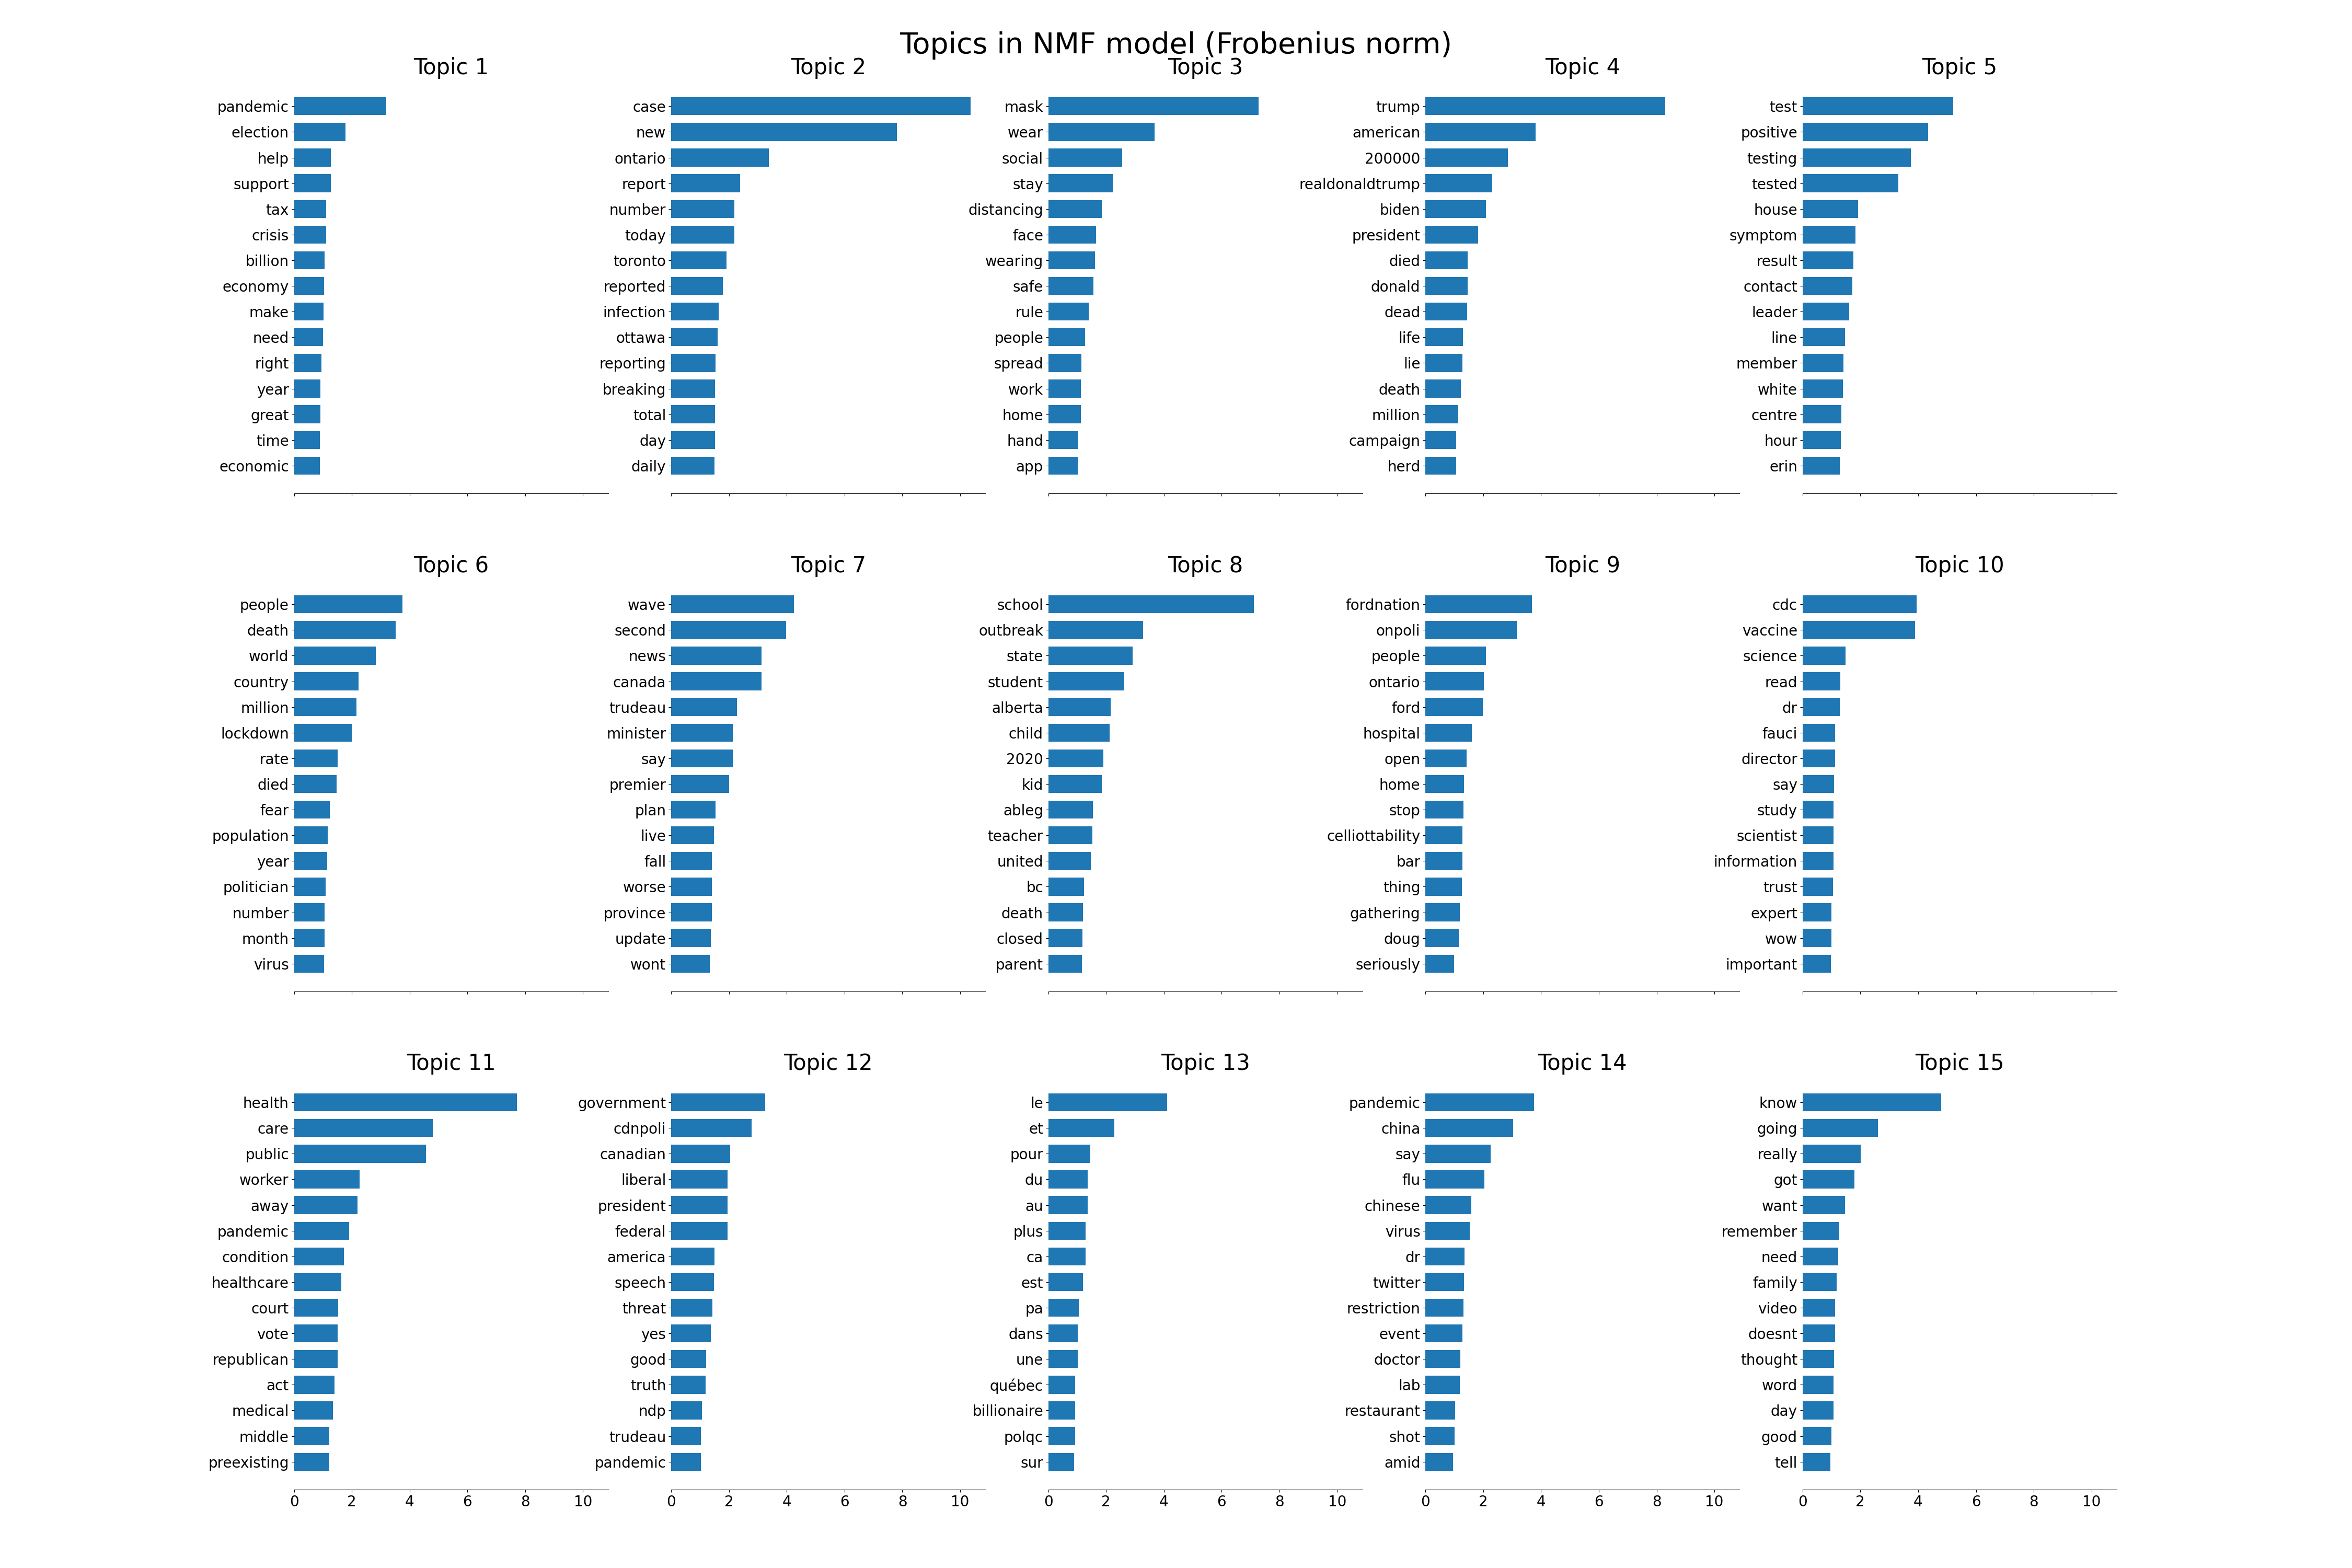 Topics in NMF model (Frobenius norm)
Topic 1
pandemic
election
help
support
tax
crisis
billion
economy
make
need
right
year
great
time
economic
Topic 2
case
new
ontario
report
number
today
toronto
reported
infection
ottawa
reporting
breaking
total
day
daily
Topic 3
mask
wear
social
stay
distancing
face
wearing
safe
rule
people
spread
work
home
hand
app
Topic 4
trump
american
200000
realdonaldtrump
biden
president
died
donald
dead
life
lie
death
million
campaign
herd
Topic 5
test
positive
testing
tested
house
symptom
result
contact
leader
line
member
white
centre
hour
erin
Topic 6
people
death
world
country
million
lockdown
rate
died
fear
population
year
politician
number
month
virus
Topic 7
wave
second
news
canada
trudeau
minister
say
premier
plan
live
fall
worse
province
update
wont
Topic 8
school
outbreak
state
student
alberta
child
2020
kid
ableg
teacher
united
bc
death
closed
parent
Topic 9
fordnation
onpoli
people
ontario
ford
hospital
open
home
stop
celliottability
bar
thing
gathering
doug
seriously
Topic 10
cdc
vaccine
science
read
dr
fauci
director
say
study
scientist
information
trust
expert
wow
important
Topic 11
health
care
public
worker
away
pandemic
condition
healthcare
court
vote
republican
act
medical
middle
preexisting
0 2 4 6 8 10
Topic 12
government
cdnpoli
canadian
liberal
president
federal
america
speech
threat
yes
good
truth
ndp
trudeau
pandemic
0 2 4 6 8 10
Topic 13
le
et
pour
du
au
plus
ca
est
pa
dans
une
québec
billionaire
polqc
sur
0 2 4 6 8 10
Topic 14
pandemic
china
say
flu
chinese
virus
dr
twitter
restriction
event
doctor
lab
restaurant
shot
amid
0 2 4 6 8 10
Topic 15
know
going
really
got
want
remember
need
family
video
doesnt
thought
word
day
good
tell
0 2 4 6 8 10